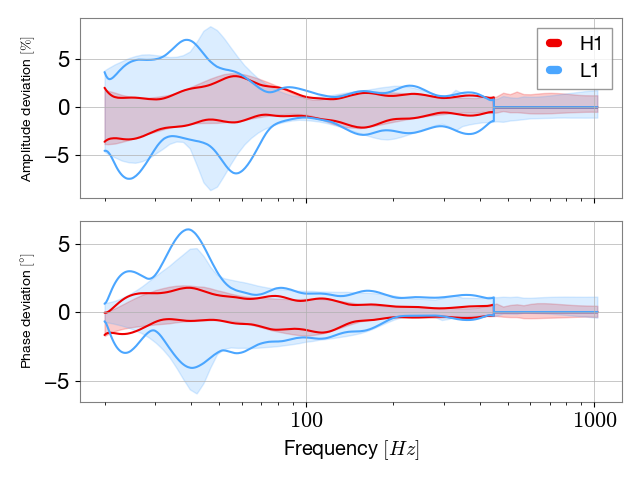 Amplitude deviation [%]
5
0
−5
H1
L1
Phase deviation [°]
5
0
−5
100
1000
Frequency [Hz]